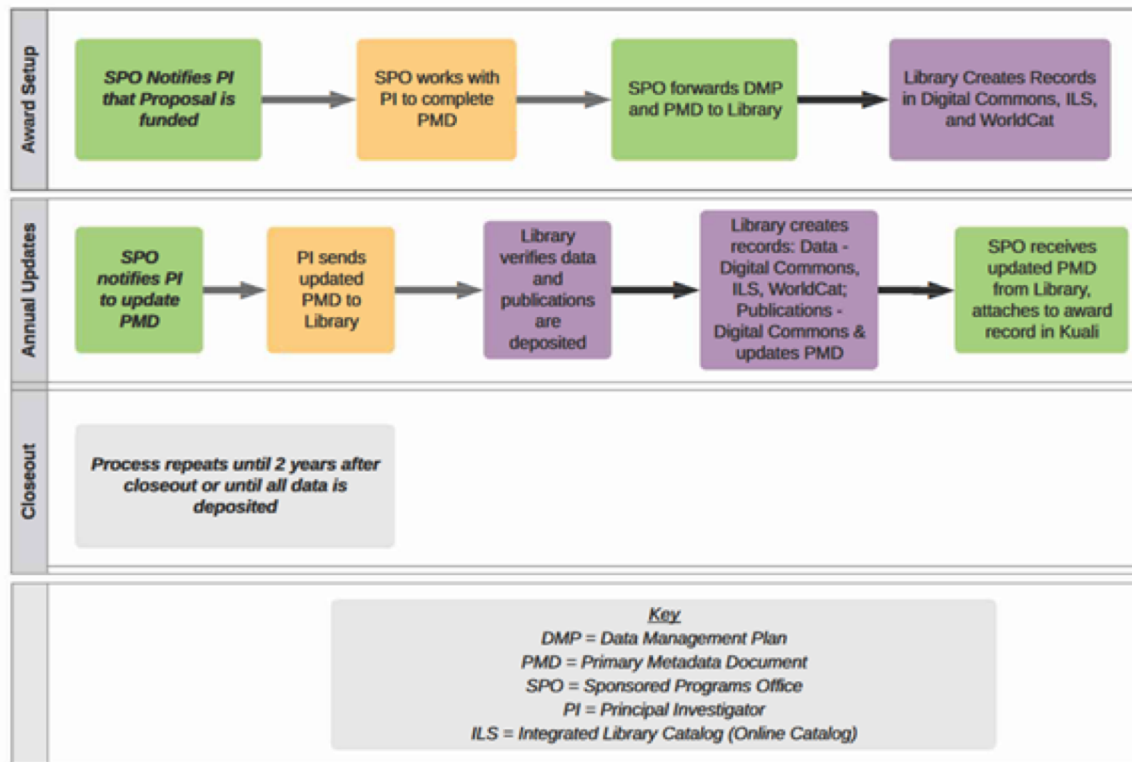 Award Setup
SPO Notifies PI
that Proposal is
funded
SPO works with
PI to complete
PMD
SPO forwards DMP
and PMD to Library
Library Creates Records
in Digital Commons, ILS,
and WorldCat
Annual Updates
SPO
notifies PI
to update
PMD
PI sends
updated
PMD to
Library
Library
verifies data
and
publications
are
deposited
Library creates
records: Data -
Digital Commons,
ILS, WorldCat;
Publications -
Digital Commons &
updates PMD
SPO receives
updated PMD
from Library,
attaches to award
record in Kuali
Closeout
Process repeats until 2 years after
closeout or until all data is
deposited
Key
DMP = Data Management Plan
PMD = Primary Metadata Document
SPO = Sponsored Programs Office
PI = Principal Investigator
ILS = Integrated Library Catalog (Online Catalog)